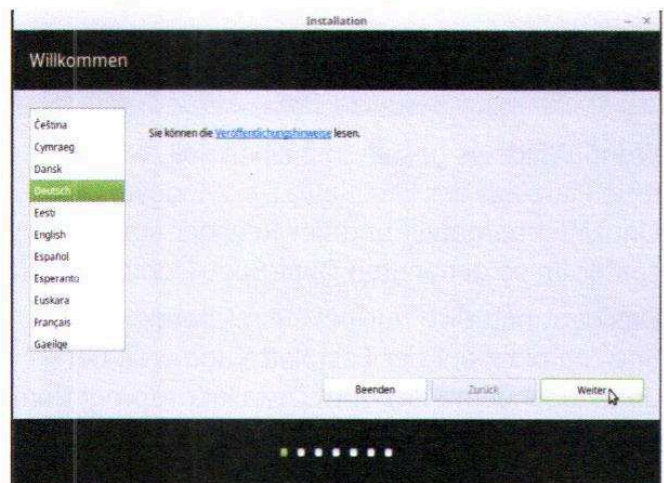 Installation
Willkommen
Čeština
Cymraeg
Dansk
Deutsch
Eesti
English
Español
Esperanto
Euskara
Français
Gaeilge
Sie können die Veröffentlichungshinweise lesen.
Beenden
Zurück
Weiter